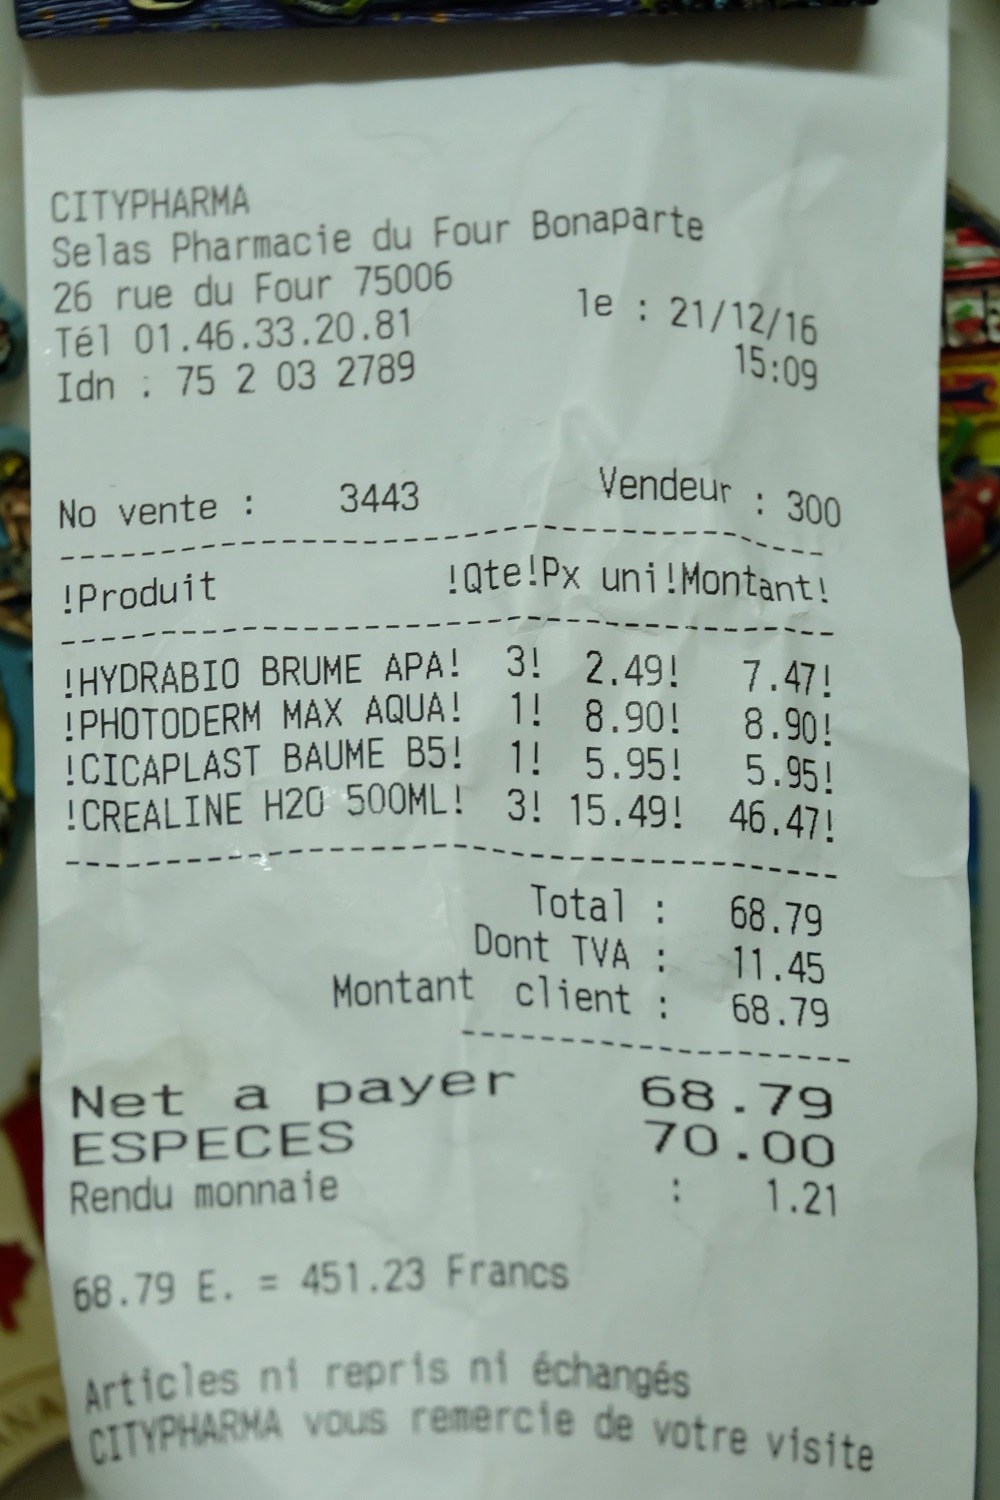 CITYPHARMA
Selas Pharmacie du Four Bonaparte
26 rue du Four 75006
Tél 01.46.33.20.81 le : 21/12/16
Idn : 75 2 03 2789 15:09
No vente : 3443 Vendeur : 300
!Produit !Qte!Px uni!Montant!
!HYDRABIO BRUME APA! 3! 2.49! 7.47!
!PHOTODERM MAX AQUA! 1! 8.90! 8.90!
!CICAPLAST BAUME B5! 1! 5.95! 5.95!
!CREALINE H2O 500ML! 3! 15.49! 46.47!
Total : 68.79
Dont TVA : 11.45
Montant client : 68.79
Net a payer 68.79
ESPECES 70.00
Rendu monnaie : 1.21
68.79 E. = 451.23 Francs
Articles ni repris ni échangés
CITYPHARMA vous remercie de votre visite